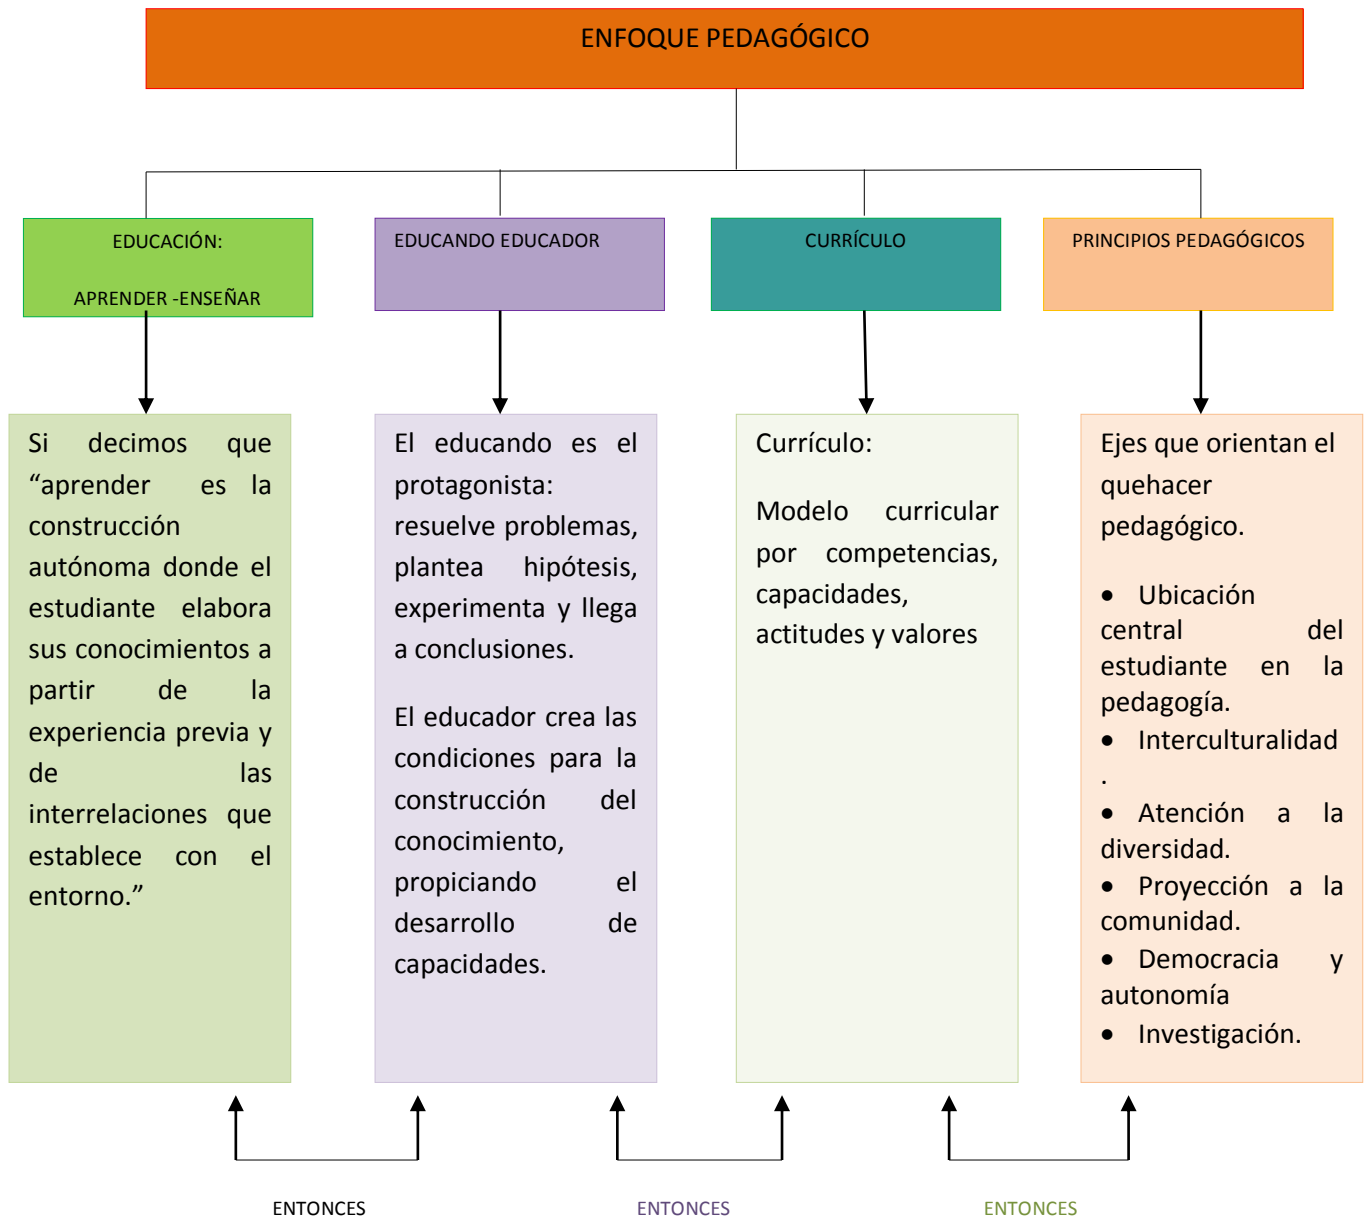 ENFOQUE PEDAGÓGICO
EDUCACIÓN:
APRENDER -ENSEÑAR
EDUCANDO EDUCADOR
CURRÍCULO
PRINCIPIOS PEDAGÓGICOS
Si decimos que
“aprender es la
construcción
autónoma donde el
estudiante elabora
sus conocimientos a
partir de la
experiencia previa y
de las
interrelaciones que
establece con el
entorno.”
El educando es el
protagonista:
resuelve problemas,
plantea hipótesis,
experimenta y llega
a conclusiones.
El educador crea las
condiciones para la
construcción del
conocimiento,
propiciando el
desarrollo de
capacidades.
Currículo:
Modelo curricular
por competencias,
capacidades,
actitudes y valores
Ejes que orientan el
quehacer
pedagógico.
• Ubicación
central del
estudiante en la
pedagogía.
• Interculturalidad
.
• Atención a la
diversidad.
• Proyección a la
comunidad.
• Democracia y
autonomía
• Investigación.
ENTONCES
ENTONCES
ENTONCES